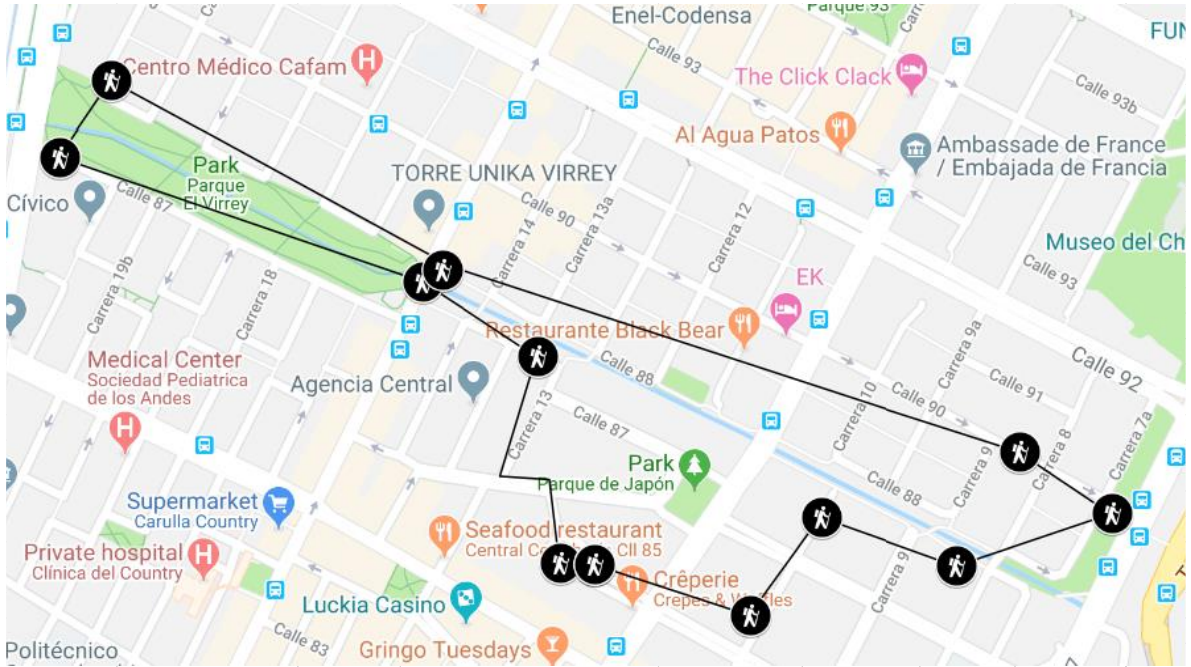 Enel-Codensa
Parque 93
FUN
Calle 93
Centro Médico Cafam
The Click Clack
Calle 93b
Al Agua Patos
Ambassade de France
/ Embajada de Francia
Park
Parque
El Virrey
TORRE UNIKA VIRREY
Cívico
Calle 87
Calle 90
Carrera 14
Carrera 13a
Carrera 12
Museo del Ch
Calle 93
EK
Carrera 19b
Carrera 18
Restaurante Black Bear
Calle 88
Carrera 9a
Calle 92
Medical Center
Sociedad Pediatrica
de los Andes
Agencia Central
Carrera 13
Calle 87
Carrera 10
Calle 90
Calle 91
Carrera 8
Carrera 7a
Carrera 9
Park
Parque de Japón
Calle 88
Supermarket
Carulla Country
Seafood restaurant
Private hospital
Clínica del Country
Crêperie
Carrera 9
Luckia Casino
Calle 83
Gringo Tuesdays
Politécnico